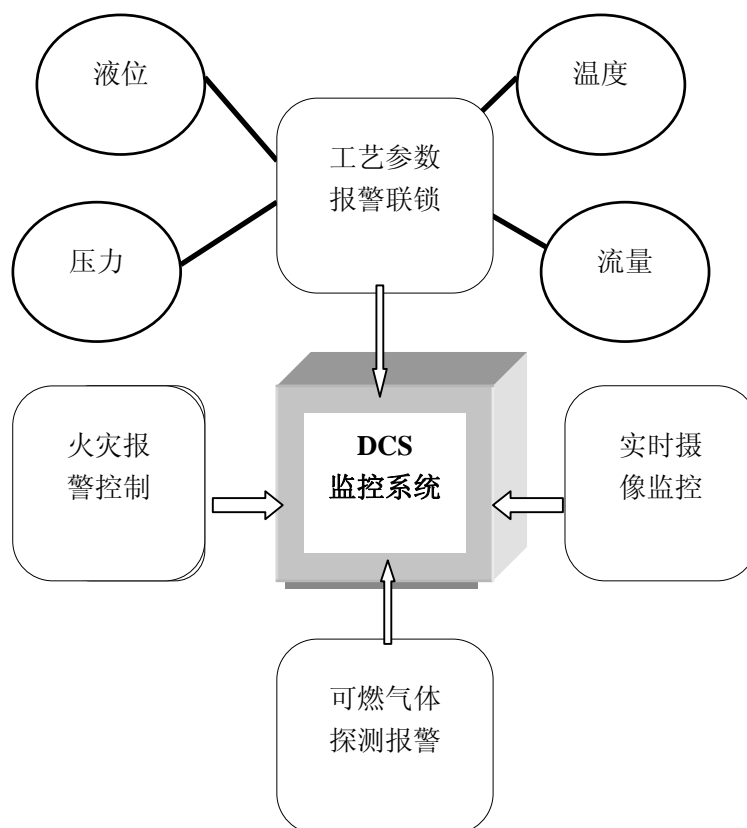 液位
温度
工艺参数
报警联锁
压力
流量
火灾报
警控制
DCS
监控系统
实时摄
像监控
可燃气体
探测报警